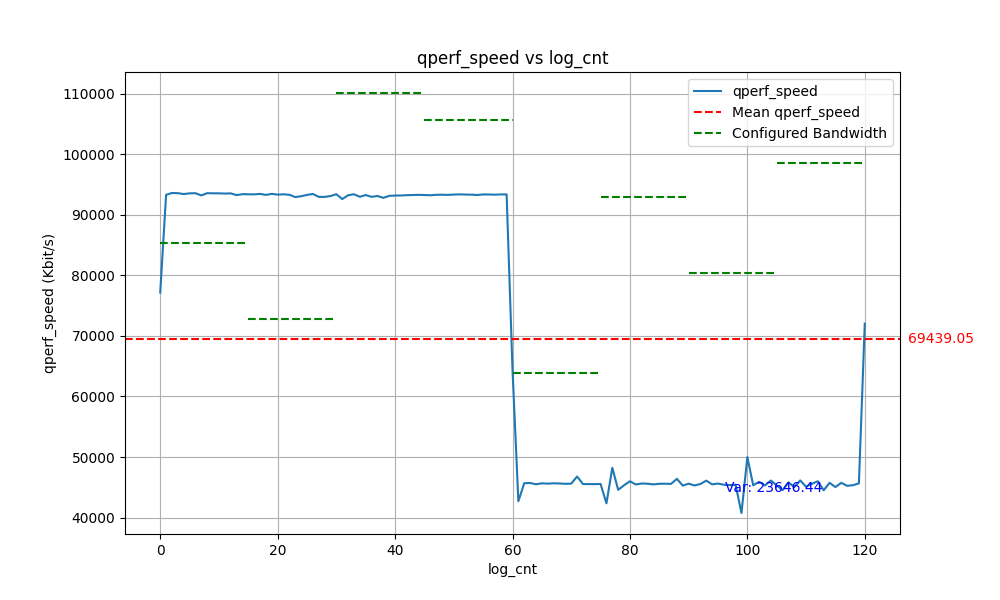 qperf_speed vs log_cnt
qperf_speed
Mean qperf_speed
Configured Bandwidth
qperf_speed (Kbit/s)
110000
100000
90000
80000
70000
60000
50000
40000
69439.05
Var: 23646.44
0 20 40 60 80 100 120
log_cnt